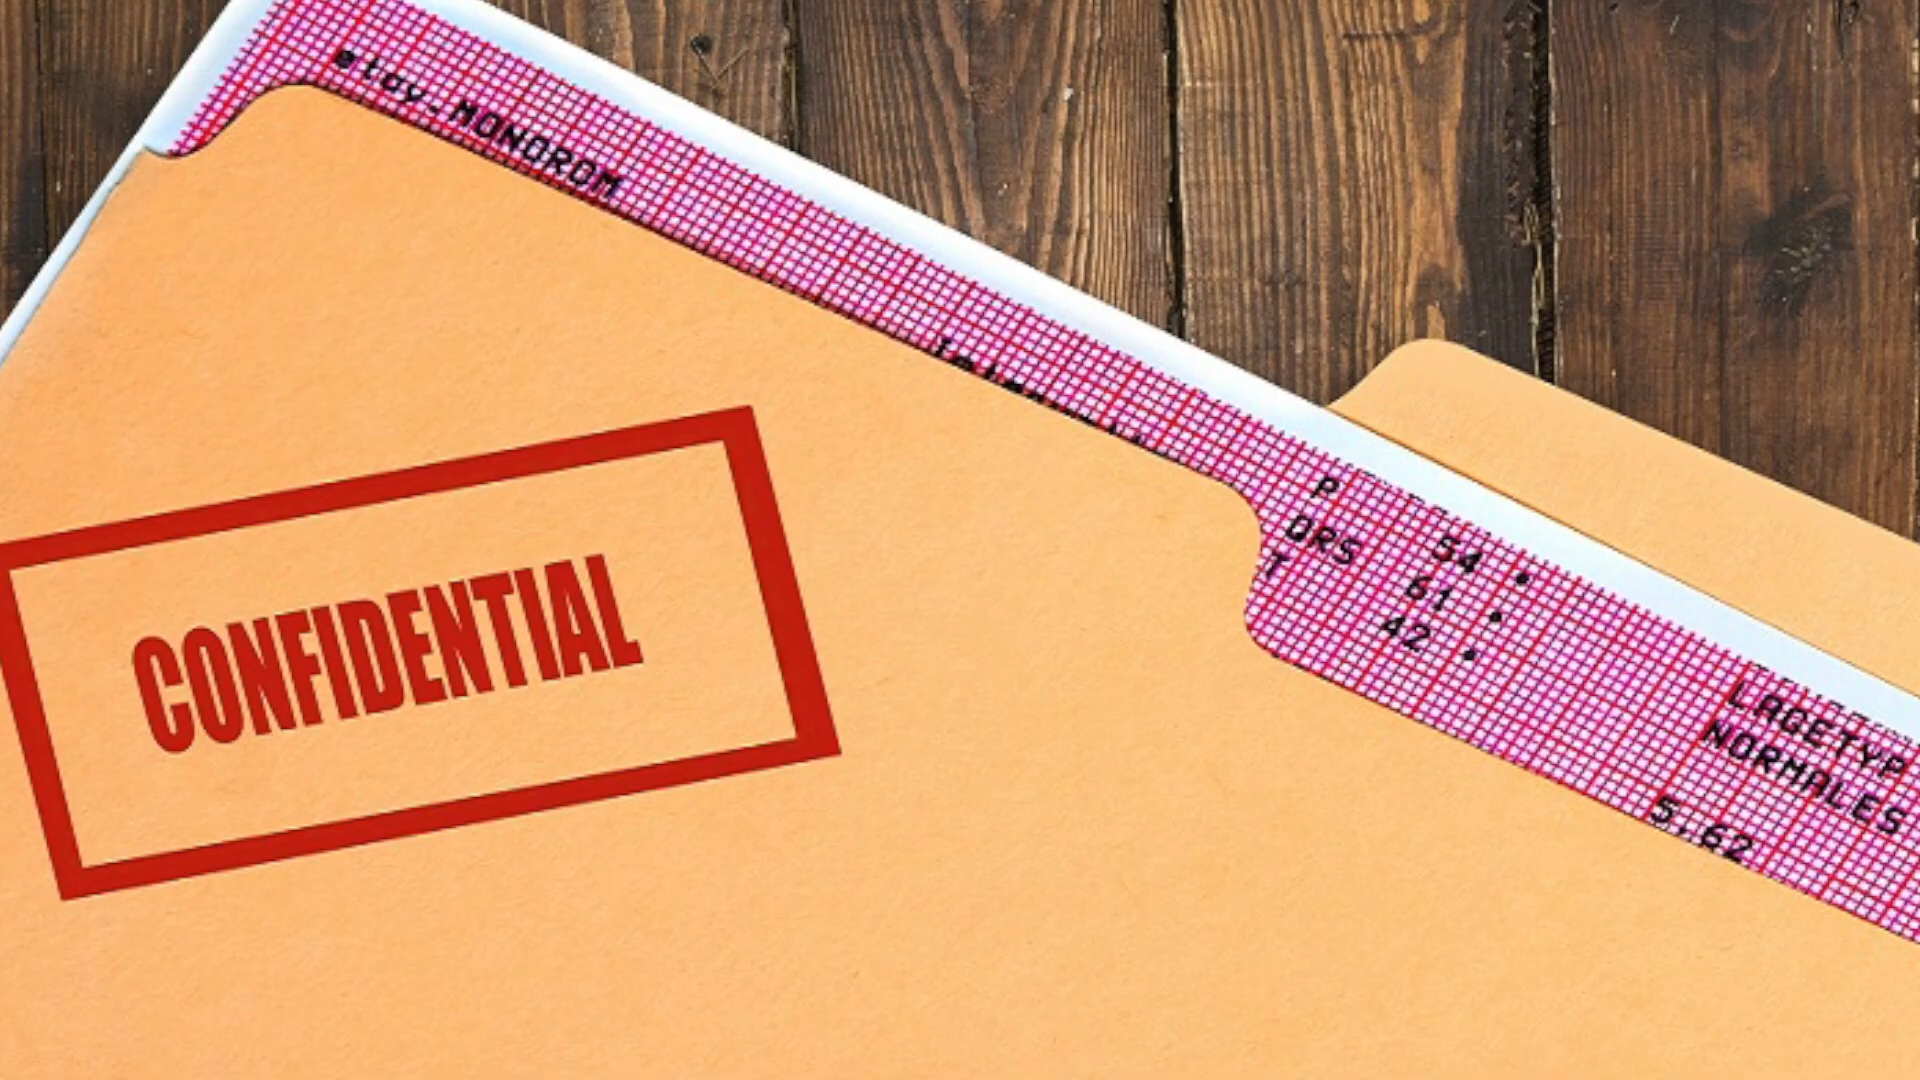 MONOROM
P
QRS
T
54 •
61 •
42 •
LAGETYP
NORMALES
5,62
CONFIDENTIAL